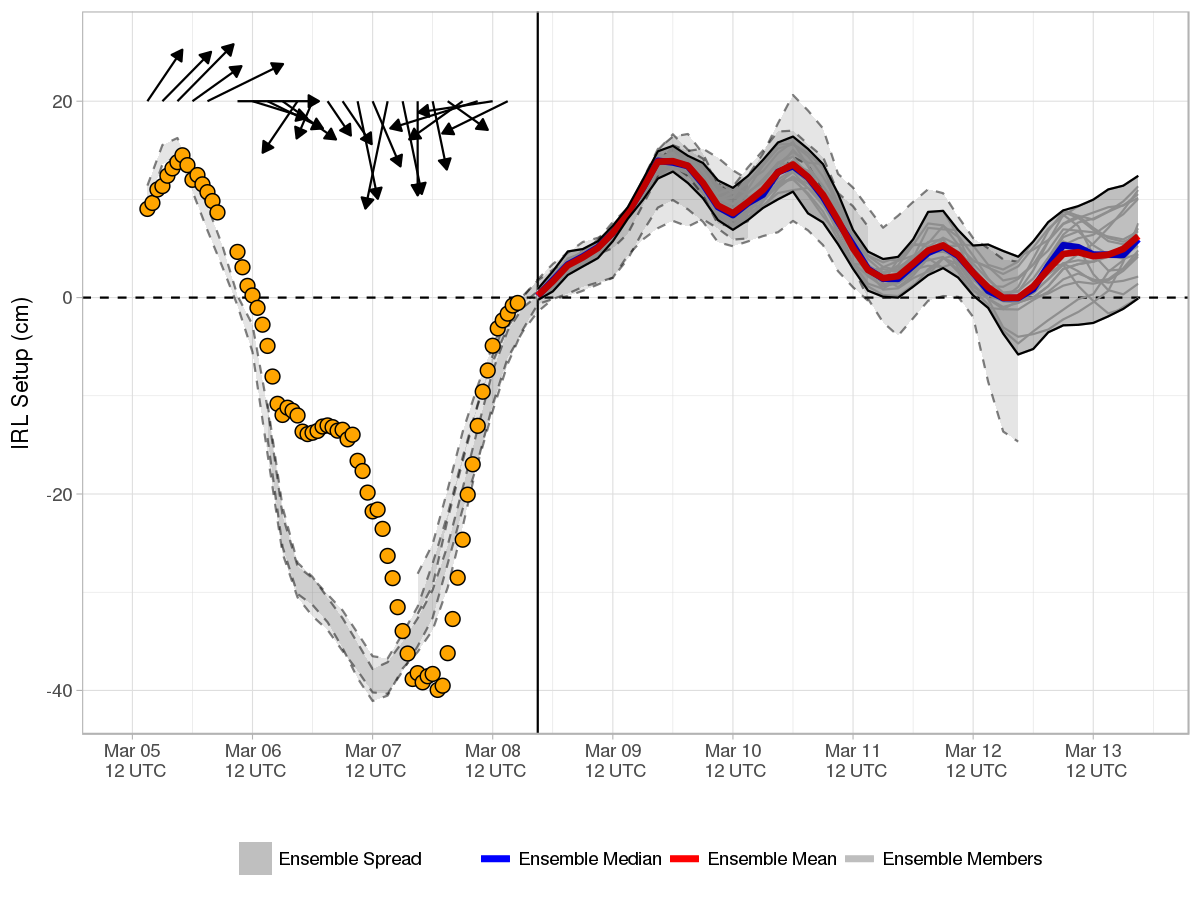 IRL Setup (cm)
20
0
-20
-40
Mar 05 Mar 06 Mar 07 Mar 08 Mar 09 Mar 10 Mar 11 Mar 12 Mar 13
12 UTC 12 UTC 12 UTC 12 UTC 12 UTC 12 UTC 12 UTC 12 UTC 12 UTC
Ensemble Spread Ensemble Median Ensemble Mean Ensemble Members